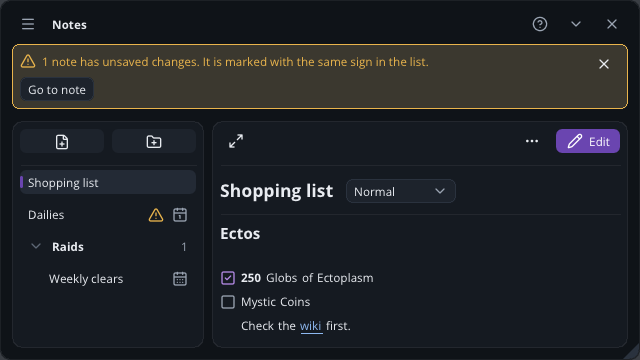 Notes
1 note has unsaved changes. It is marked with the same sign in the list.
Go to note
Edit
Shopping list
Dailies
Raids 1
Weekly clears
Shopping list Normal
Ectos
250 Globs of Ectoplasm
Mystic Coins
Check the wiki first.